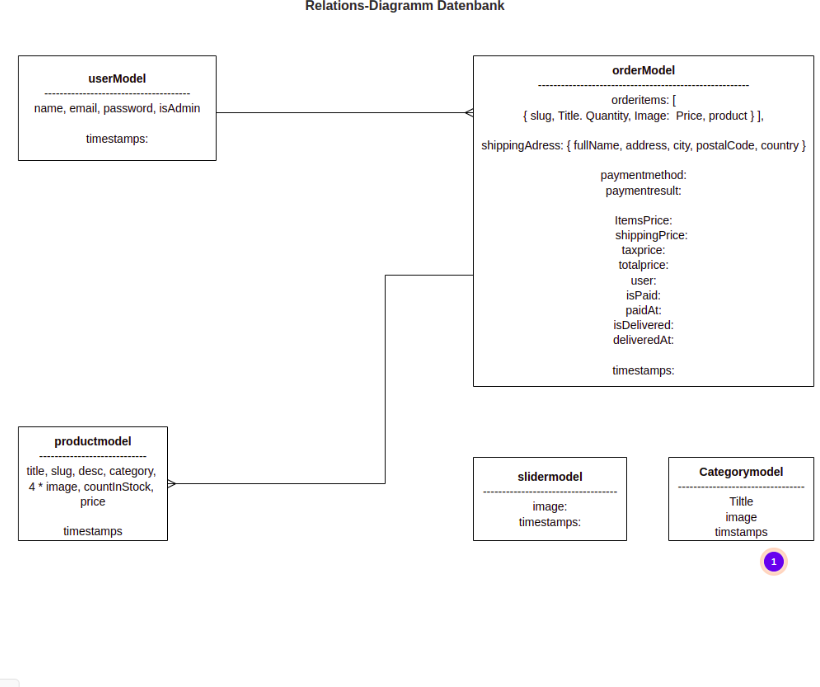 Relations-Diagramm Datenbank
userModel
--------------------------------------
name, email, password, isAdmin
timestamps:
orderModel
-------------------------------------------------------
orderitems: [
{ slug, Title. Quantity, Image:  Price, product } ],
shippingAdress: { fullName, address, city, postalCode, country }
paymentmethod:
paymentresult:
ItemsPrice:
shippingPrice:
taxprice:
totalprice:
user:
isPaid:
paidAt:
isDelivered:
deliveredAt:
timestamps:
productmodel
----------------------------
title, slug, desc, category,
4 * image, countInStock,
price
timestamps
slidermodel
-----------------------------------
image:
timestamps:
Categorymodel
---------------------------------
Tiltle
image
timstamps
1